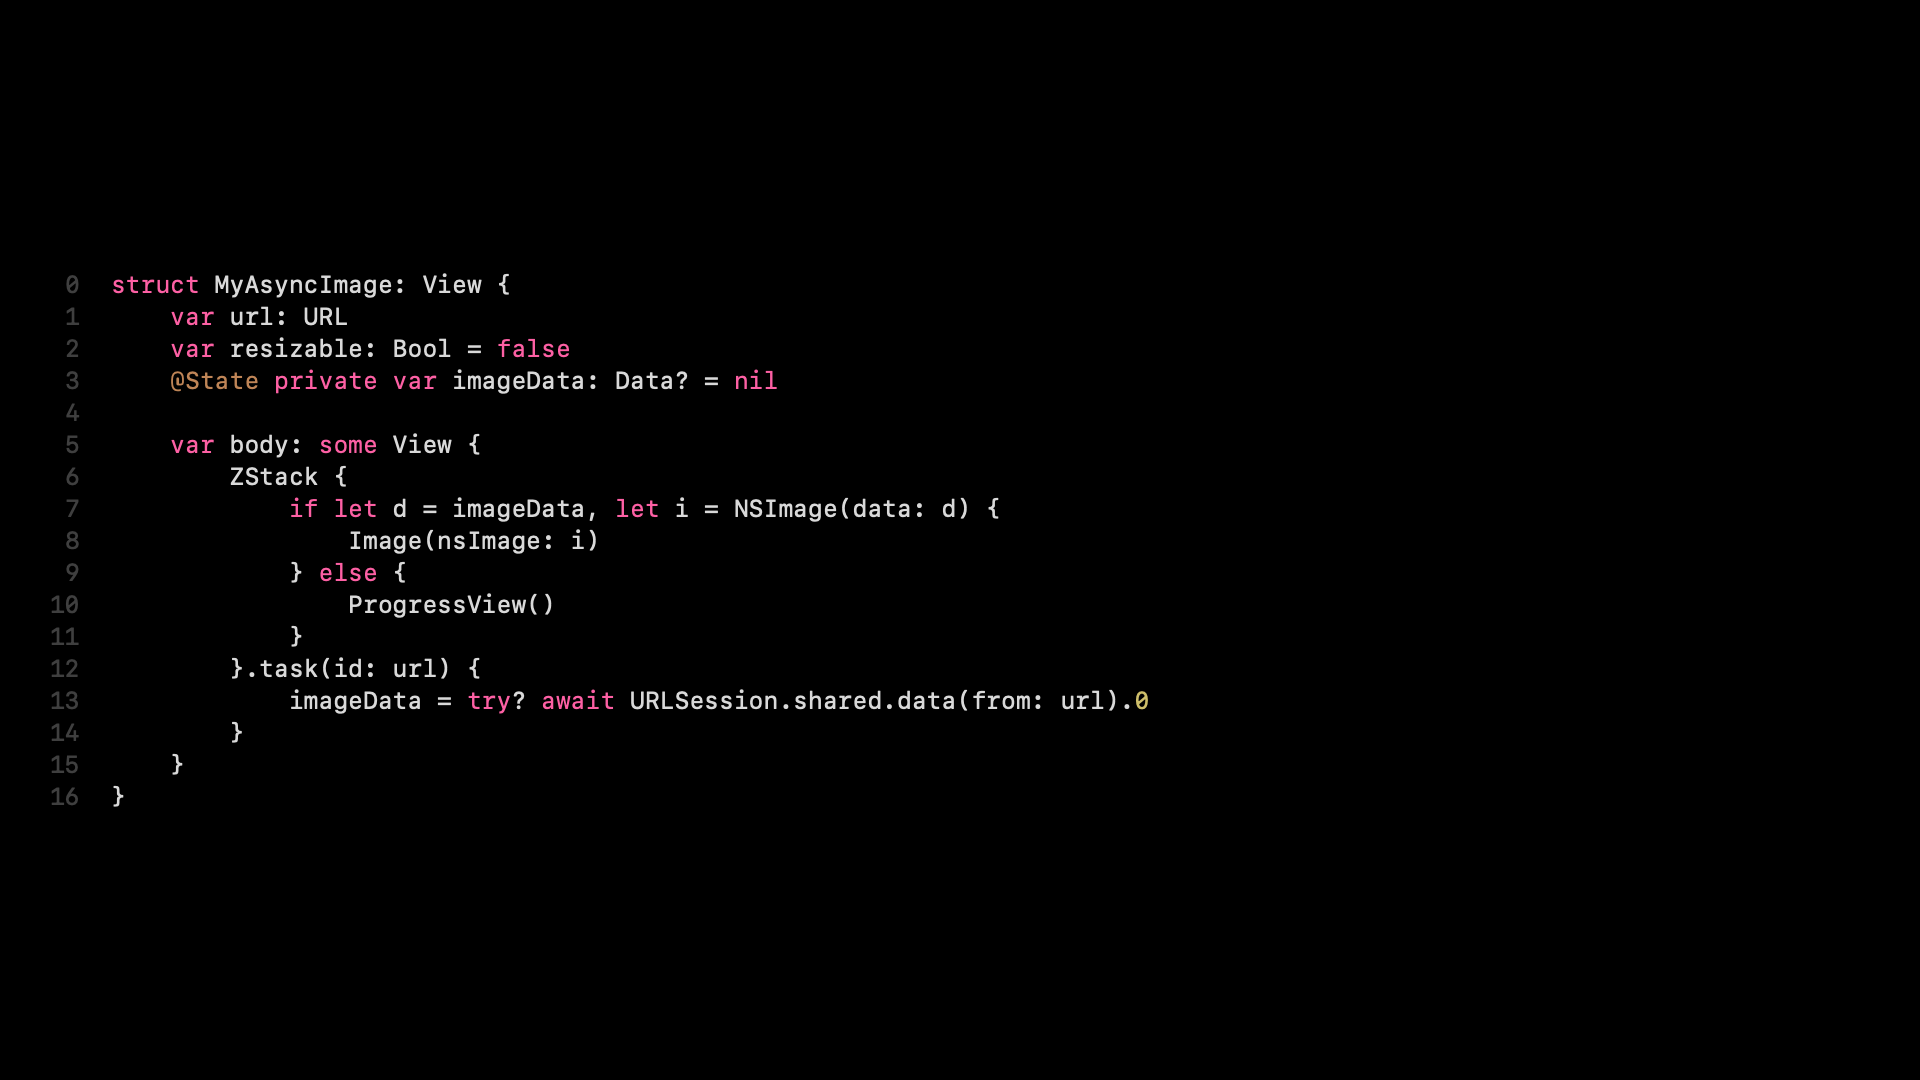 0 struct MyAsyncImage: View {
1     var url: URL
2     var resizable: Bool = false
3     @State private var imageData: Data? = nil
4
5     var body: some View {
6         ZStack {
7             if let d = imageData, let i = NSImage(data: d) {
8                 Image(nsImage: i)
9             } else {
10                 ProgressView()
11             }
12         }.task(id: url) {
13             imageData = try? await URLSession.shared.data(from: url).0
14         }
15     }
16 }